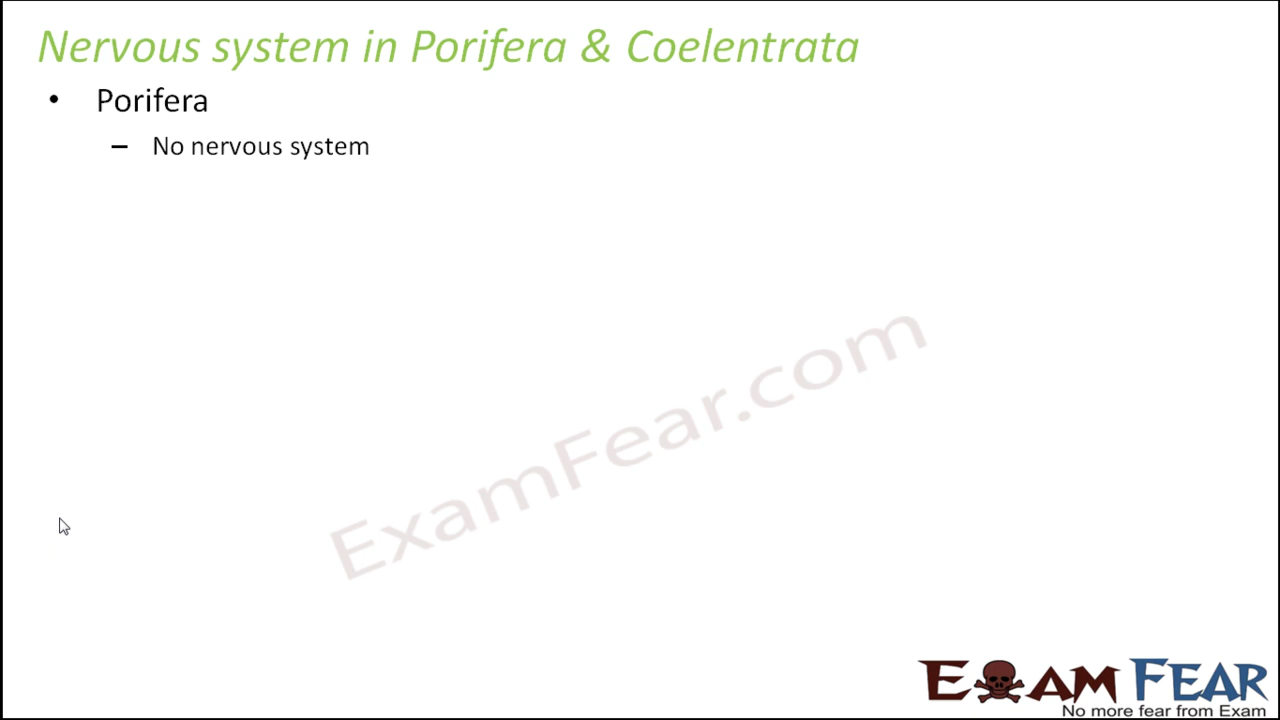 Nervous system in Porifera & Coelentrata
• Porifera
– No nervous system
ExamFear.com
EXAM FEAR
No more fear from Exam